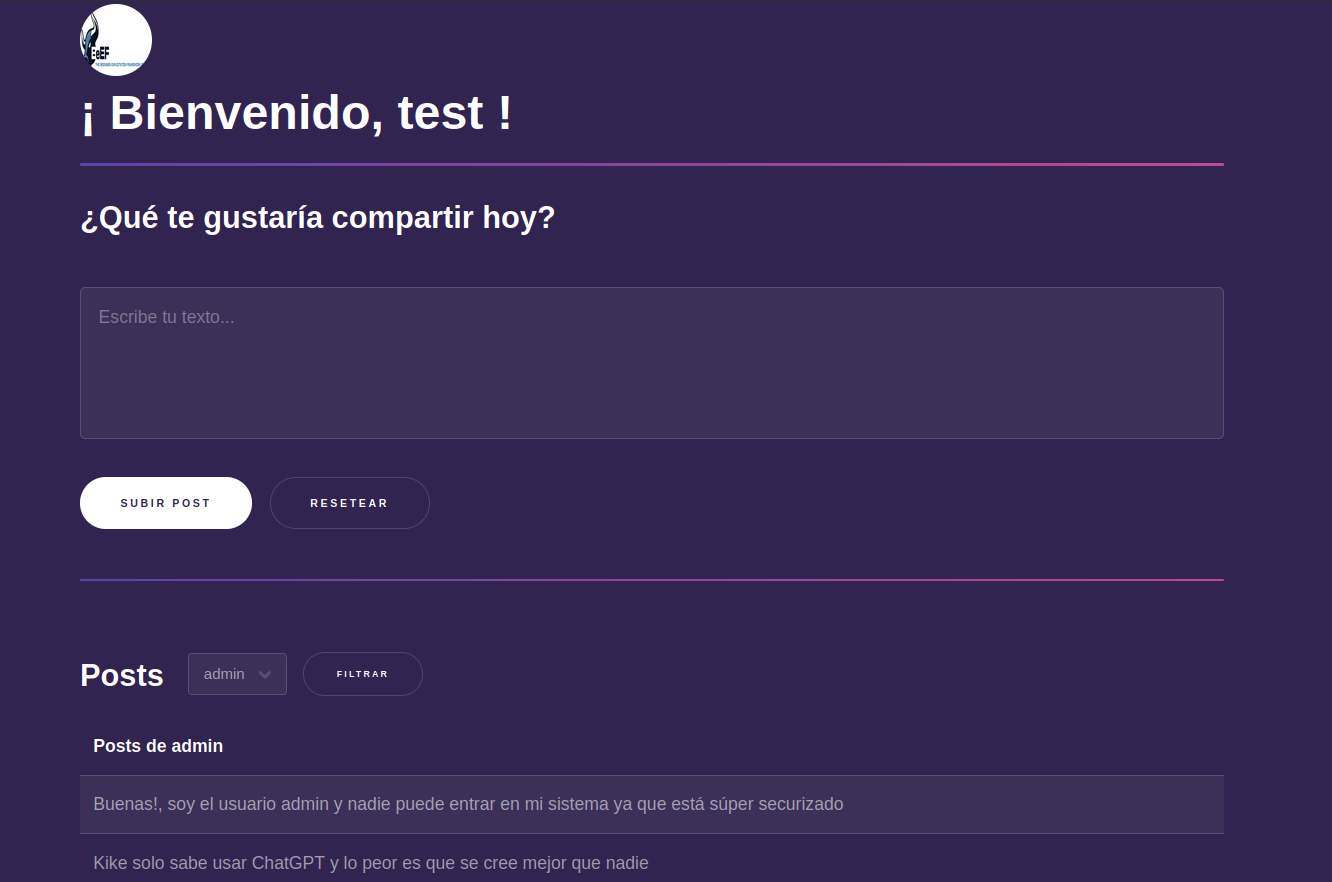 EeEF
THE BROWSER EXPLOITATION FRAMEWORK
¡ Bienvenido, test !
¿Qué te gustaría compartir hoy?
Escribe tu texto...
SUBIR POST RESETEAR
Posts admin FILTRAR
Posts de admin
Buenas!, soy el usuario admin y nadie puede entrar en mi sistema ya que está súper securizado
Kike solo sabe usar ChatGPT y lo peor es que se cree mejor que nadie